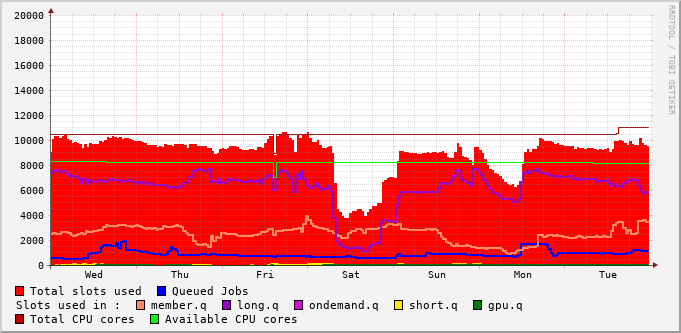 20000
18000
16000
14000
12000
10000
8000
6000
4000
2000
0
Wed Thu Fri Sat Sun Mon Tue
RRDTOOL / TOBI OETIKER
Total slots used Queued Jobs
Slots used in : member.q long.q ondemand.q short.q gpu.q
Total CPU cores Available CPU cores